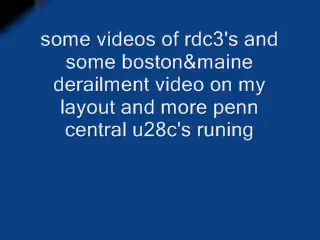 some videos of rdc3's and
some boston&maine
derailment video on my
layout and more penn
central u28c's runing